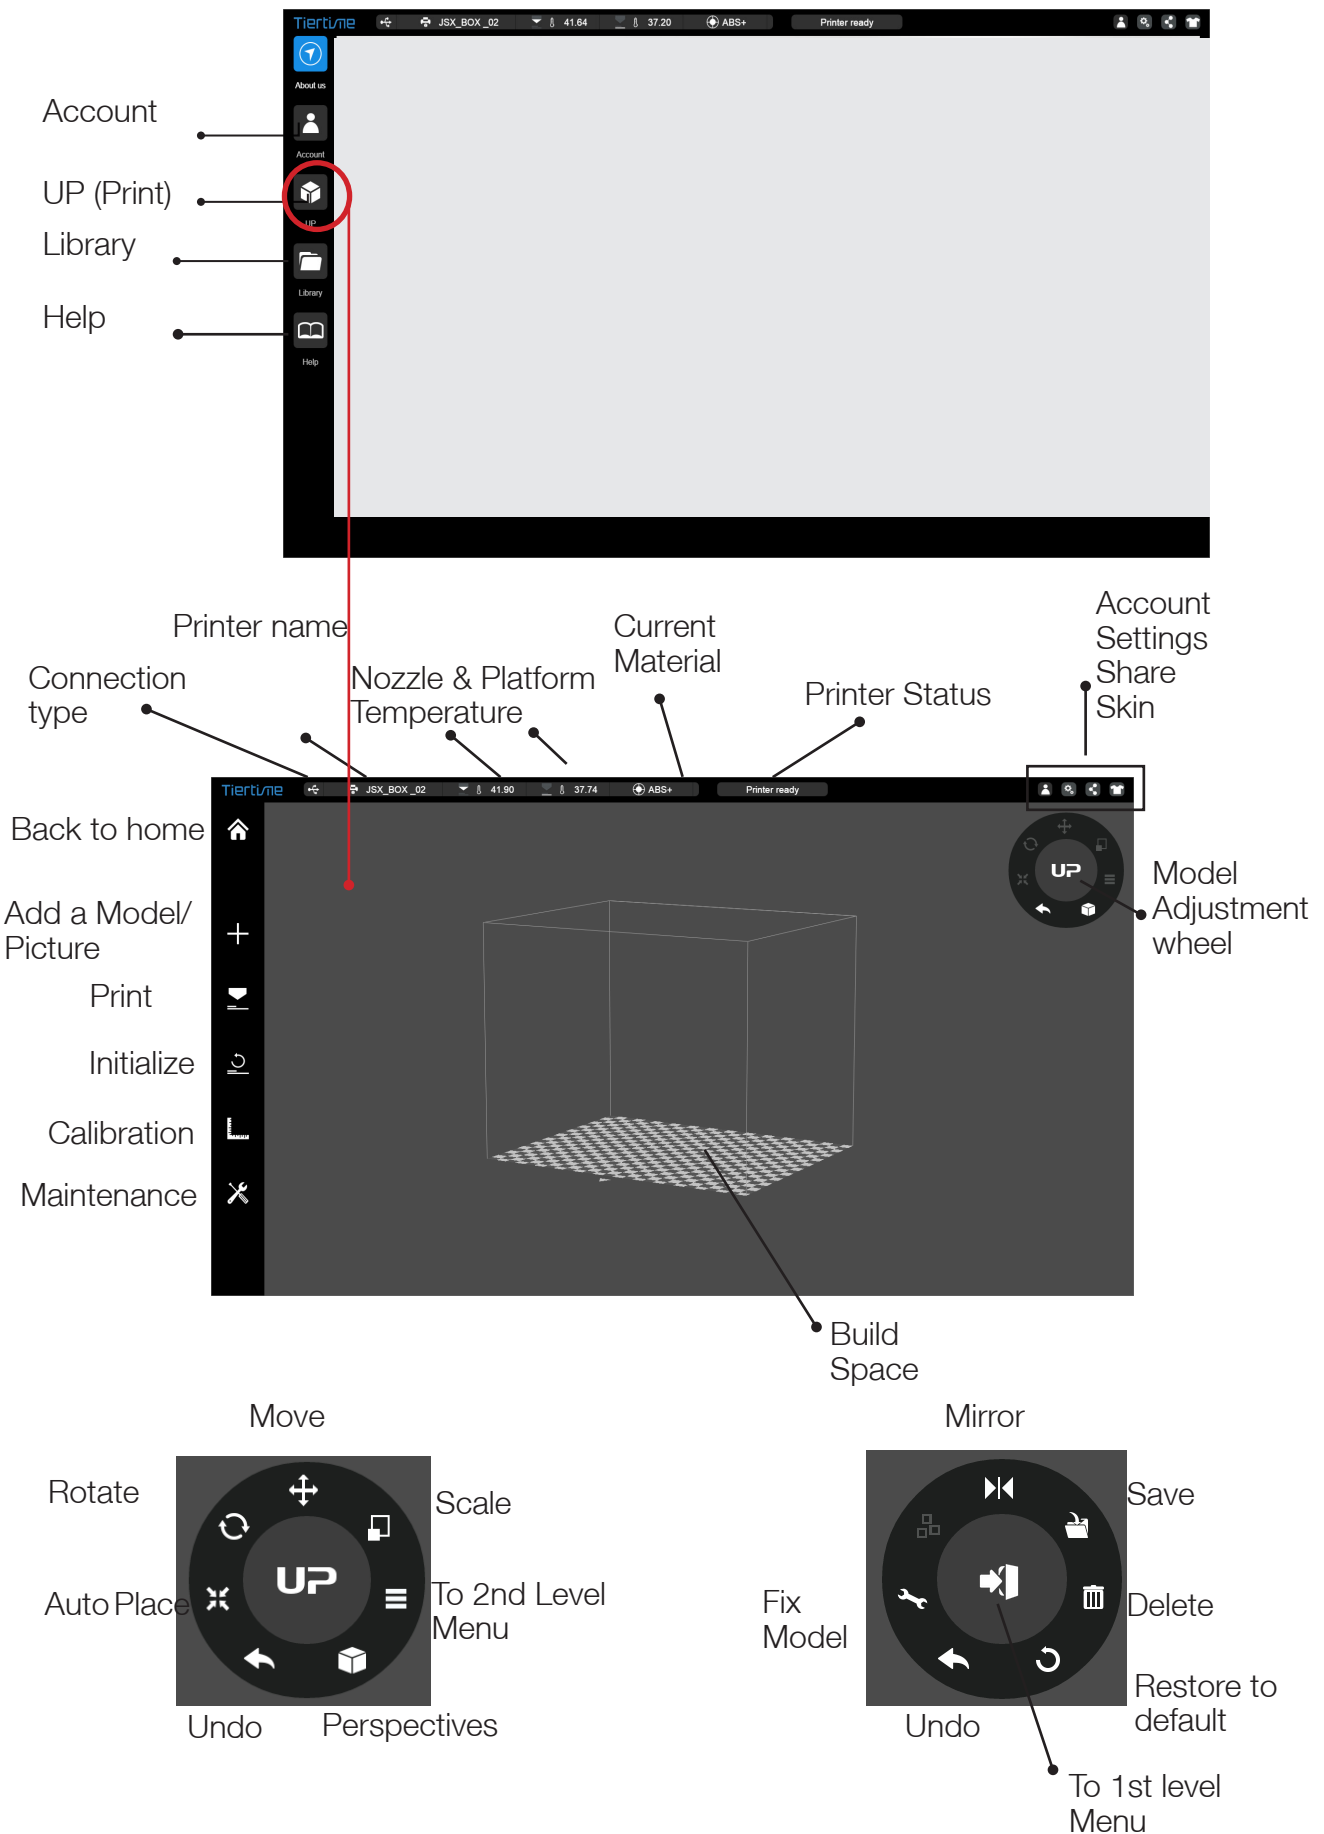 Tiertime JSX_BOX _02 41.64 37.20 ABS+ Printer ready
About us
Account
Account
UP (Print)
UP
Library
Library
Help
Help
Printer name
Connection
type
Nozzle & Platform
Temperature
Current
Material
Printer Status
Account
Settings
Share
Skin
Tiertime JSX_BOX _02 41.90 37.74 ABS+ Printer ready
Back to home
UP
Model
Adjustment
wheel
Add a Model/
Picture
Print
Initialize
Calibration
Maintenance
Build
Space
Move
Rotate
Scale
UP
Auto Place
To 2nd Level
Menu
Undo
Perspectives
Mirror
Save
Fix
Model
Delete
Restore to
default
Undo
To 1st level
Menu